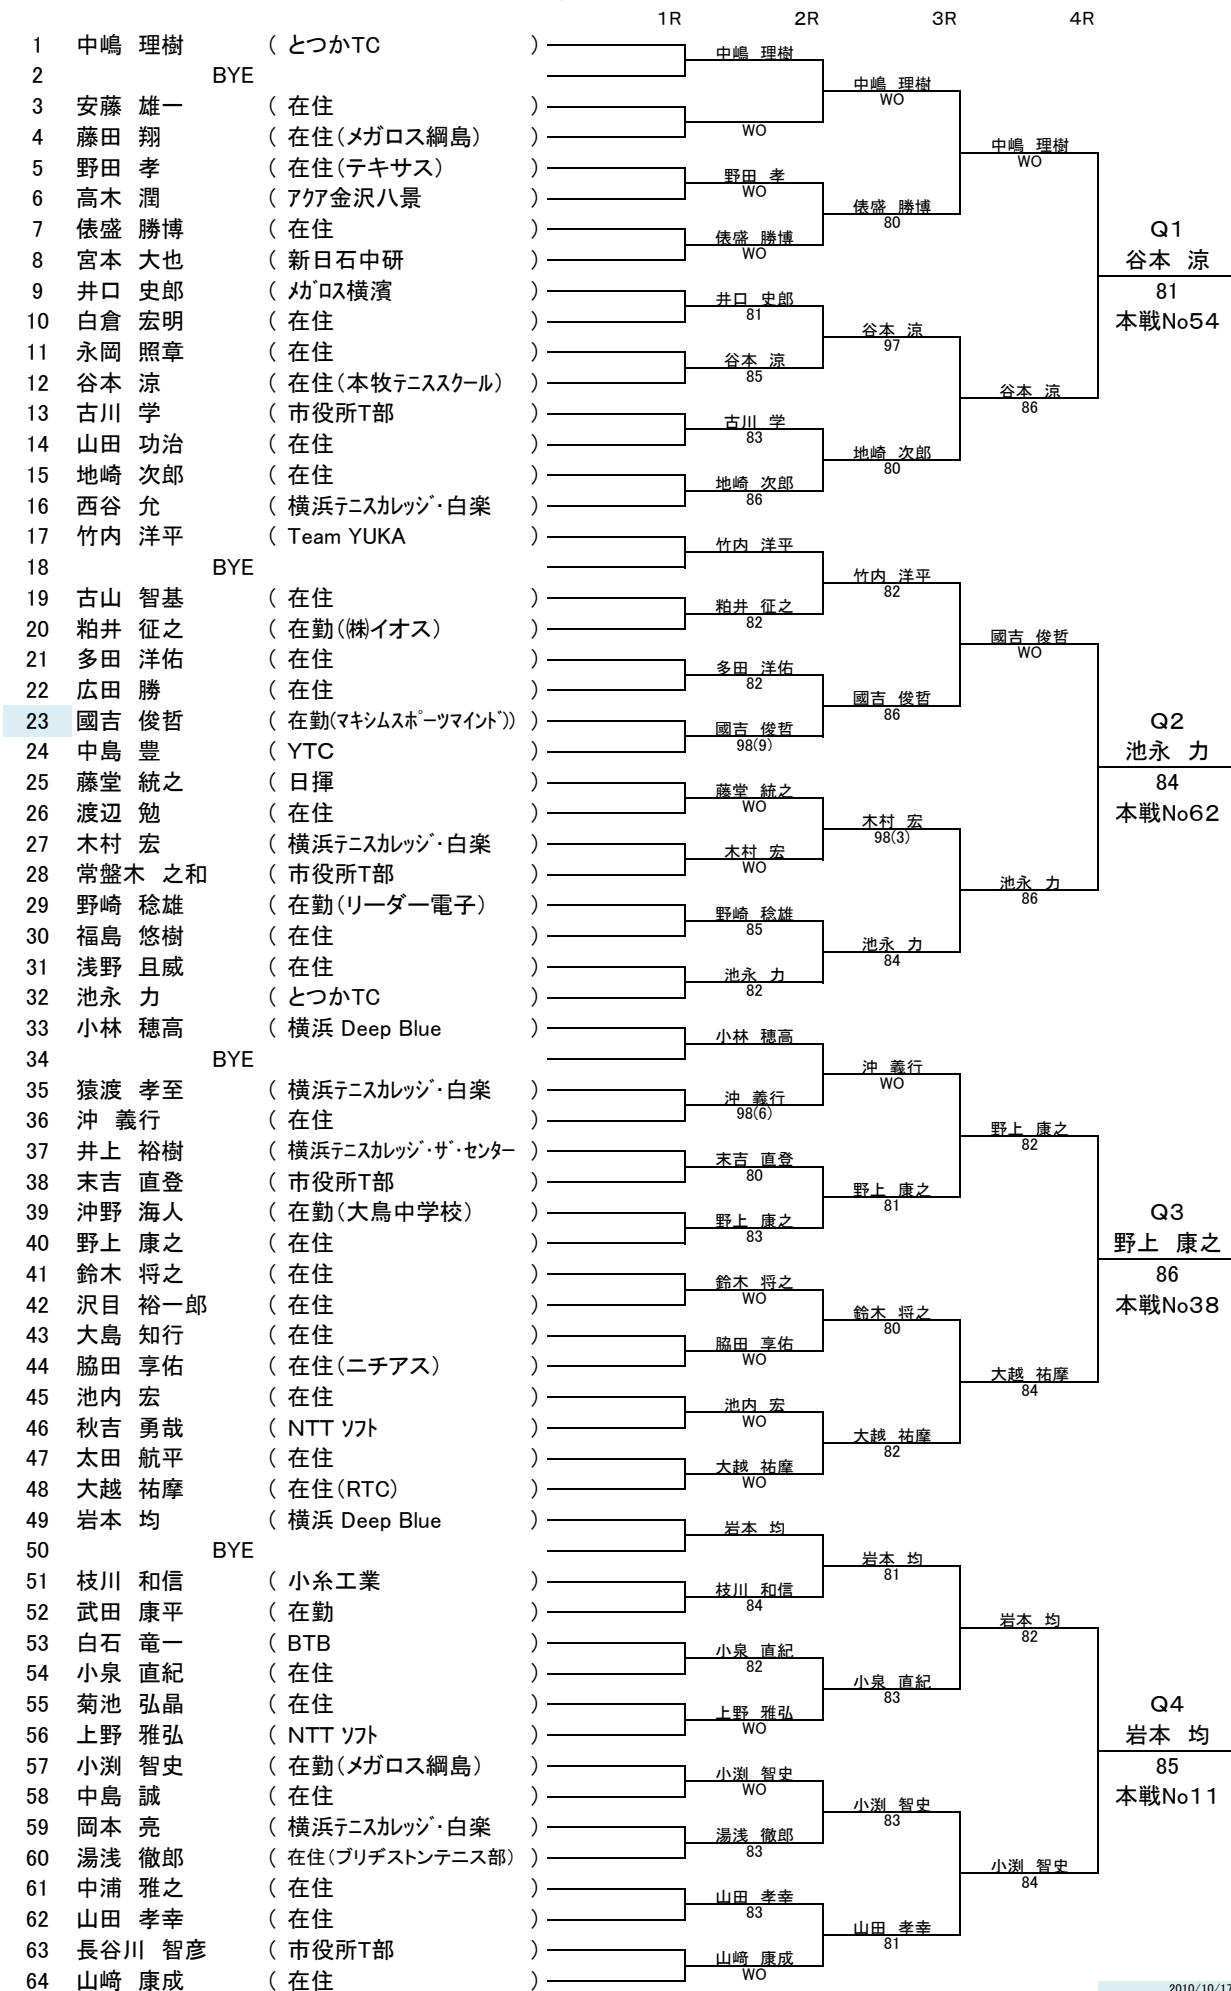 1R 2R 3R 4R
1 中嶋 理樹 ( とつかTC )
2 BYE
3 安藤 雄一 ( 在住 )
4 藤田 翔 ( 在住(メガロス綱島) )
5 野田 孝 ( 在住(テキサス) )
6 高木 潤 ( アクア金沢八景 )
7 俵盛 勝博 ( 在住 )
8 宮本 大也 ( 新日石中研 )
9 井口 史郎 ( メガロス横濱 )
10 白倉 宏明 ( 在住 )
11 永岡 照章 ( 在住 )
12 谷本 涼 ( 在住(本牧テニススクール) )
13 古川 学 ( 市役所T部 )
14 山田 功治 ( 在住 )
15 地崎 次郎 ( 在住 )
16 西谷 允 ( 横浜テニスカレッジ・白楽 )
17 竹内 洋平 ( Team YUKA )
18 BYE
19 古山 智基 ( 在住 )
20 粕井 征之 ( 在勤(㈱イオス) )
21 多田 洋佑 ( 在住 )
22 広田 勝 ( 在住 )
23 國吉 俊哲 ( 在勤(マキシムスポーツマインド)) )
24 中島 豊 ( YTC )
25 藤堂 統之 ( 日揮 )
26 渡辺 勉 ( 在住 )
27 木村 宏 ( 横浜テニスカレッジ・白楽 )
28 常盤木 之和 ( 市役所T部 )
29 野崎 稔雄 ( 在勤(リーダー電子) )
30 福島 悠樹 ( 在住 )
31 浅野 且威 ( 在住 )
32 池永 力 ( とつかTC )
33 小林 穂高 ( 横浜 Deep Blue )
34 BYE
35 猿渡 孝至 ( 横浜テニスカレッジ・白楽 )
36 沖 義行 ( 在住 )
37 井上 裕樹 ( 横浜テニスカレッジ・ザ・センター )
38 末吉 直登 ( 市役所T部 )
39 沖野 海人 ( 在勤(大鳥中学校) )
40 野上 康之 ( 在住 )
41 鈴木 将之 ( 在住 )
42 沢目 裕一郎 ( 在住 )
43 大島 知行 ( 在住 )
44 脇田 享佑 ( 在住(ニチアス) )
45 池内 宏 ( 在住 )
46 秋吉 勇哉 ( NTT ソフト )
47 太田 航平 ( 在住 )
48 大越 祐摩 ( 在住(RTC) )
49 岩本 均 ( 横浜 Deep Blue )
50 BYE
51 枝川 和信 ( 小糸工業 )
52 武田 康平 ( 在勤 )
53 白石 竜一 ( BTB )
54 小泉 直紀 ( 在住 )
55 菊池 弘晶 ( 在住 )
56 上野 雅弘 ( NTT ソフト )
57 小渕 智史 ( 在勤(メガロス綱島) )
58 中島 誠 ( 在住 )
59 岡本 亮 ( 横浜テニスカレッジ・白楽 )
60 湯浅 徹郎 ( 在住(ブリヂストンテニス部) )
61 中浦 雅之 ( 在住 )
62 山田 孝幸 ( 在住 )
63 長谷川 智彦 ( 市役所T部 )
64 山﨑 康成 ( 在住 )
中嶋 理樹
WO
野田 孝
WO
俵盛 勝博
WO
井口 史郎
81
谷本 涼
85
古川 学
83
地崎 次郎
86
竹内 洋平
粕井 征之
82
多田 洋佑
82
國吉 俊哲
98(9)
藤堂 統之
WO
木村 宏
WO
野崎 稔雄
85
池永 力
82
小林 穂高
沖 義行
98(6)
末吉 直登
80
野上 康之
83
鈴木 将之
WO
脇田 享佑
WO
池内 宏
WO
大越 祐摩
WO
岩本 均
枝川 和信
84
小泉 直紀
82
上野 雅弘
WO
小渕 智史
WO
湯浅 徹郎
83
山田 孝幸
83
山﨑 康成
WO
中嶋 理樹
WO
俵盛 勝博
80
谷本 涼
97
地崎 次郎
80
竹内 洋平
82
國吉 俊哲
86
木村 宏
98(3)
池永 力
84
沖 義行
WO
野上 康之
81
鈴木 将之
80
大越 祐摩
82
岩本 均
81
小泉 直紀
83
小渕 智史
83
山田 孝幸
81
中嶋 理樹
WO
谷本 涼
86
國吉 俊哲
WO
池永 力
86
野上 康之
82
大越 祐摩
84
岩本 均
82
小渕 智史
84
Q1
谷本 涼
81
本戦No54
Q2
池永 力
84
本戦No62
Q3
野上 康之
86
本戦No38
Q4
岩本 均
85
本戦No11
2010/10/17